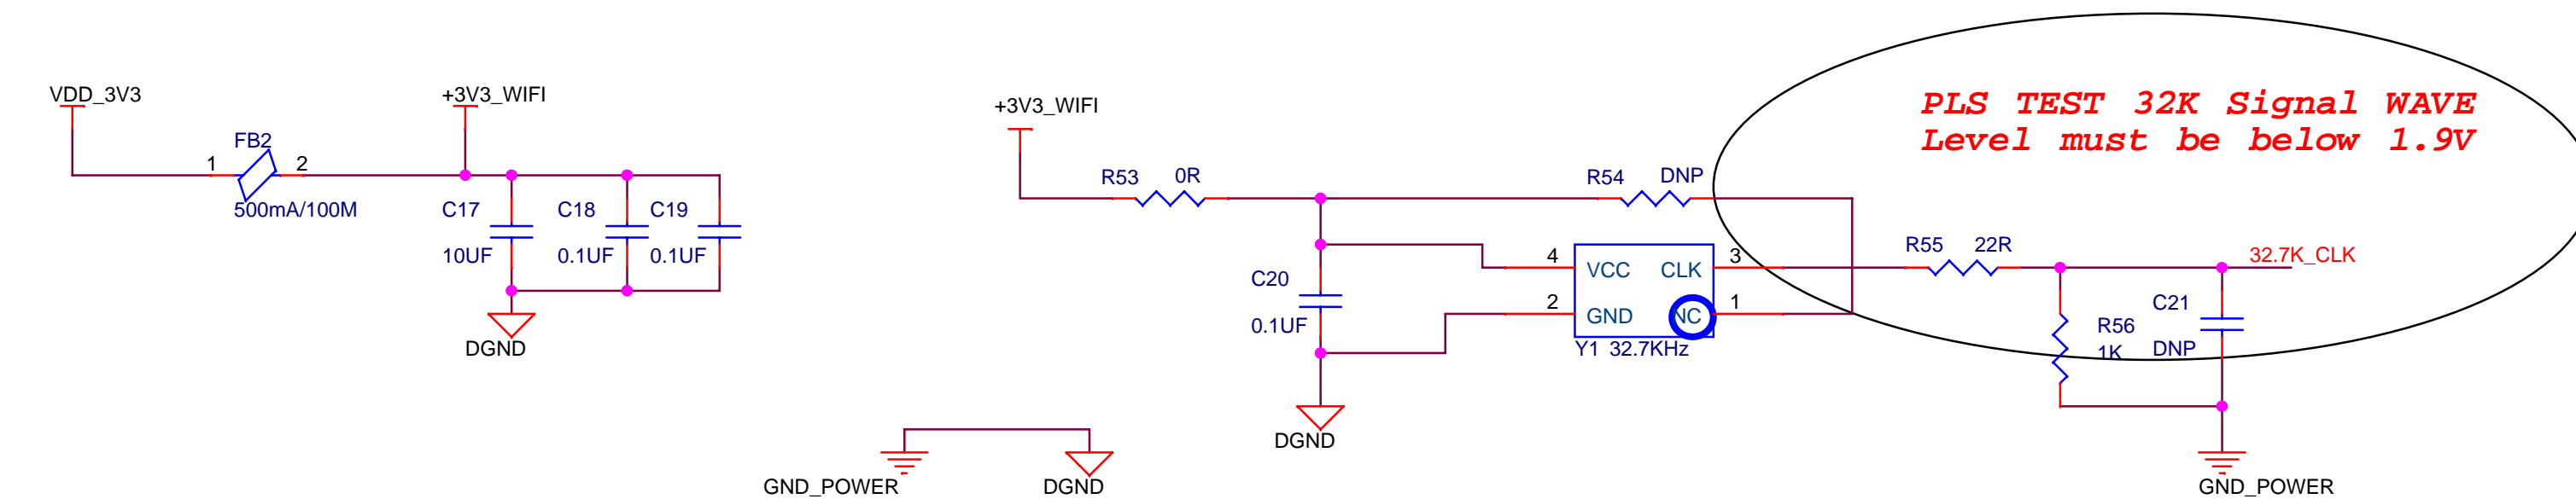 VDD_3V3
+3V3_WIFI
FB2
1
2
500mA/100M
C17
10UF
C18
0.1UF
C19
0.1UF
DGND
GND_POWER
DGND
+3V3_WIFI
R53
0R
R54
DNP
C20
0.1UF
DGND
4
VCC
CLK
3
2
GND
NC
1
Y1 32.7KHz
PLS TEST 32K Signal WAVE
Level must be below 1.9V
R55
22R
32.7K_CLK
R56
1K
C21
DNP
GND_POWER